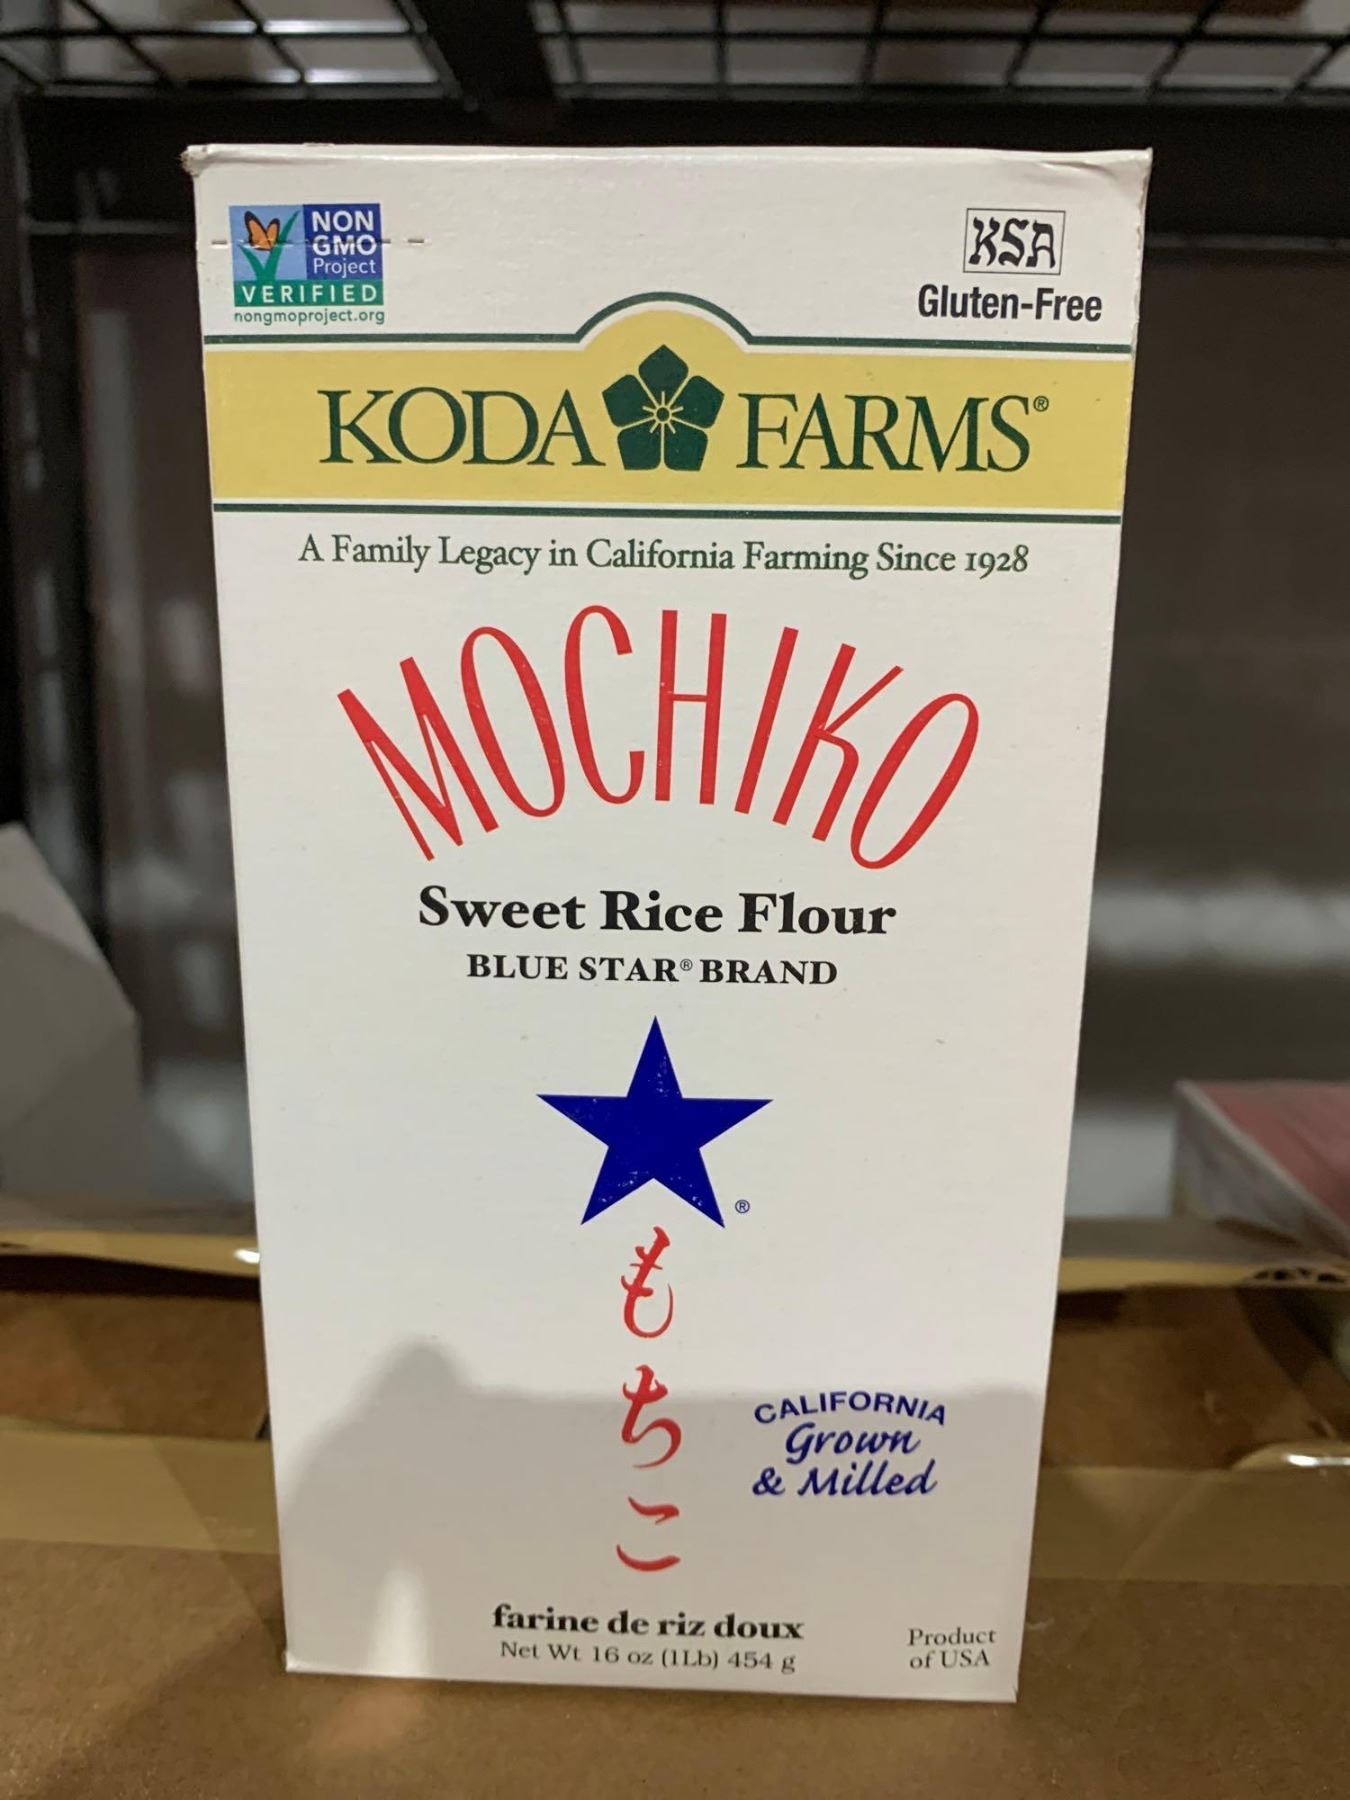 NON
GMO
Project
VERIFIED
nongmoproject.org
KSA
Gluten-Free
KODA FARMS®
A Family Legacy in California Farming Since 1928
MOCHIKO
Sweet Rice Flour
BLUE STAR® BRAND
®
もちこ
CALIFORNIA
Grown
& Milled
farine de riz doux
Net Wt 16 oz (1Lb) 454 g
Product
of USA